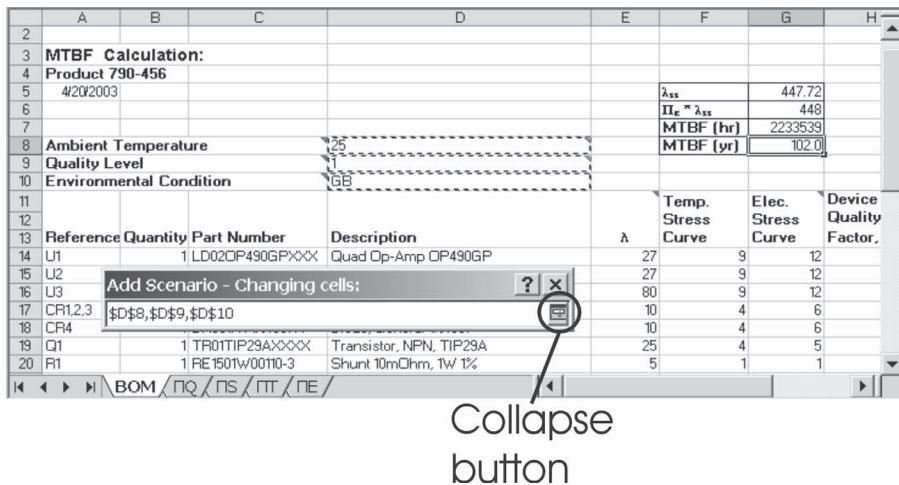 A B C D E F G H
2
3 MTBF Calculation:
4 Product 790-456
5 4/20/2003 λss 447.72
6 ΠE * λss 448
7 MTBF (hr) 2233539
8 Ambient Temperature 25 MTBF (yr) 102.0
9 Quality Level 1
10 Environmental Condition GB
11 Temp. Elec. Device
12 Stress Stress Quality
13 Reference Quantity Part Number Description λ Curve Curve Factor,
14 U1 1 LD02OP490GPXXX Quad Op-Amp OP490GP 27 9 12
15 U2 27 9 12
16 U3 80 9 12
17 CR1,2,3 10 4 6
18 CR4 10 4 6
19 Q1 1 TR01TIP29AXXXX Transistor, NPN, TIP29A 25 4 5
20 R1 1 RE1501W00110-3 Shunt 10mOhm, 1W 1% 5 1 1
Add Scenario - Changing cells: ? ×
$D$8,$D$9,$D$10
BOM ΠQ ΠS ΠT ΠE
Collapse
button